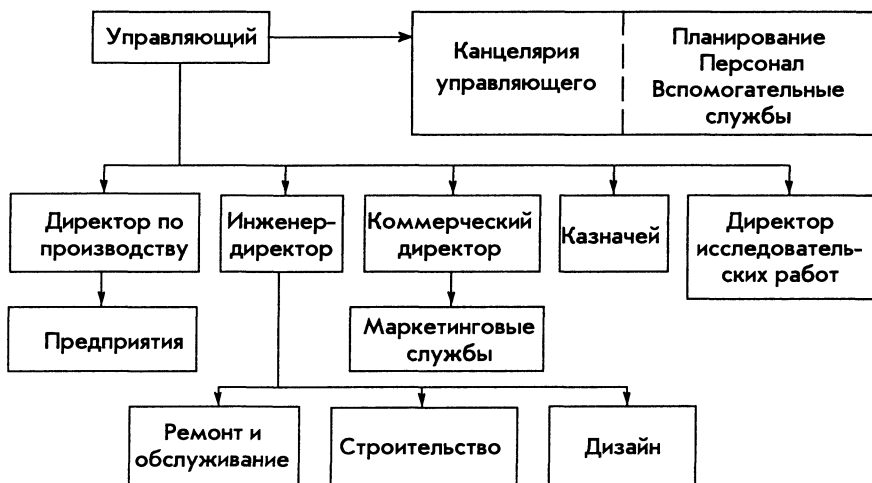 Управляющий
Канцелярия
управляющего
Планирование
Персонал
Вспомогательные
службы
Директор по
производству
Инженер-
директор
Коммерческий
директор
Казначей
Директор
исследователь-
ских работ
Предприятия
Маркетинговые
службы
Ремонт и
обслуживание
Строительство
Дизайн